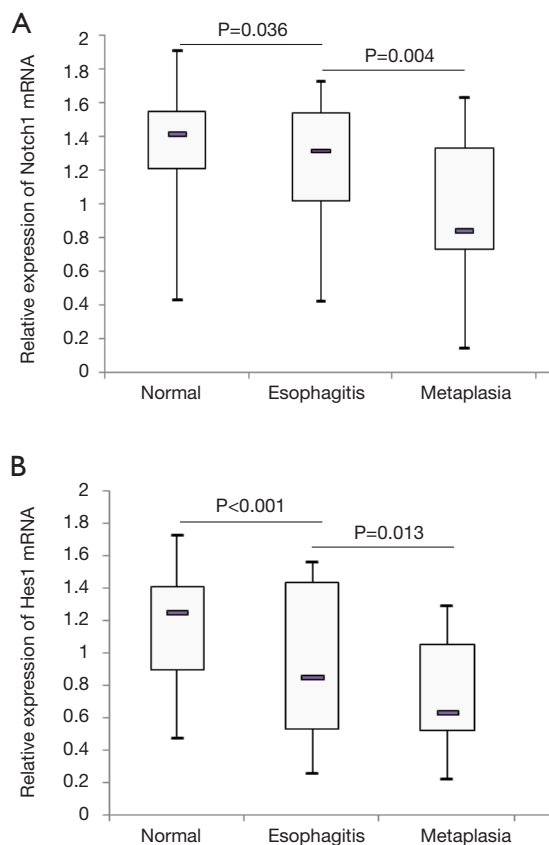 A
Relative expression of Notch1 mRNA
2
1.8
1.6
1.4
1.2
1
0.8
0.6
0.4
0.2
0
P=0.036
P=0.004
Normal Esophagitis Metaplasia
B
Relative expression of Hes1 mRNA
2
1.8
1.6
1.4
1.2
1
0.8
0.6
0.4
0.2
0
P<0.001
P=0.013
Normal Esophagitis Metaplasia